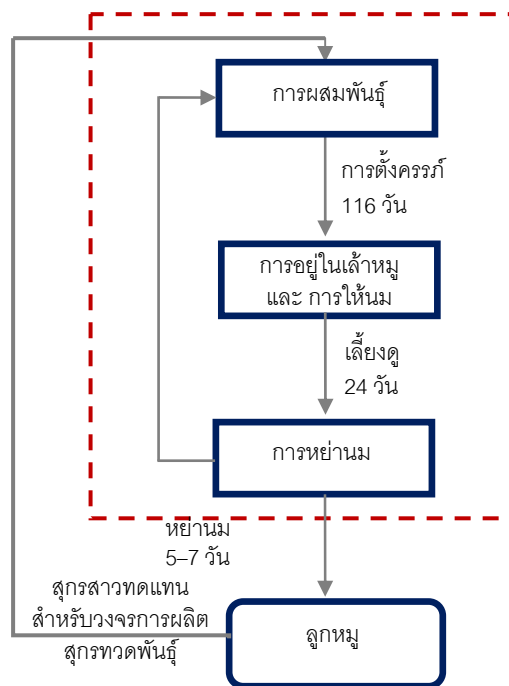 การผสมพันธุ์
การตั้งครรภ์
116 วัน
การอยู่ในเล้าหมู
และ การให้นม
เลี้ยงดู
24 วัน
การหย่านม
หย่านม
5–7 วัน
สุกรสาวทดแทน
สำหรับวงจรการผลิต
สุกรทวดพันธุ์
ลูกหมู